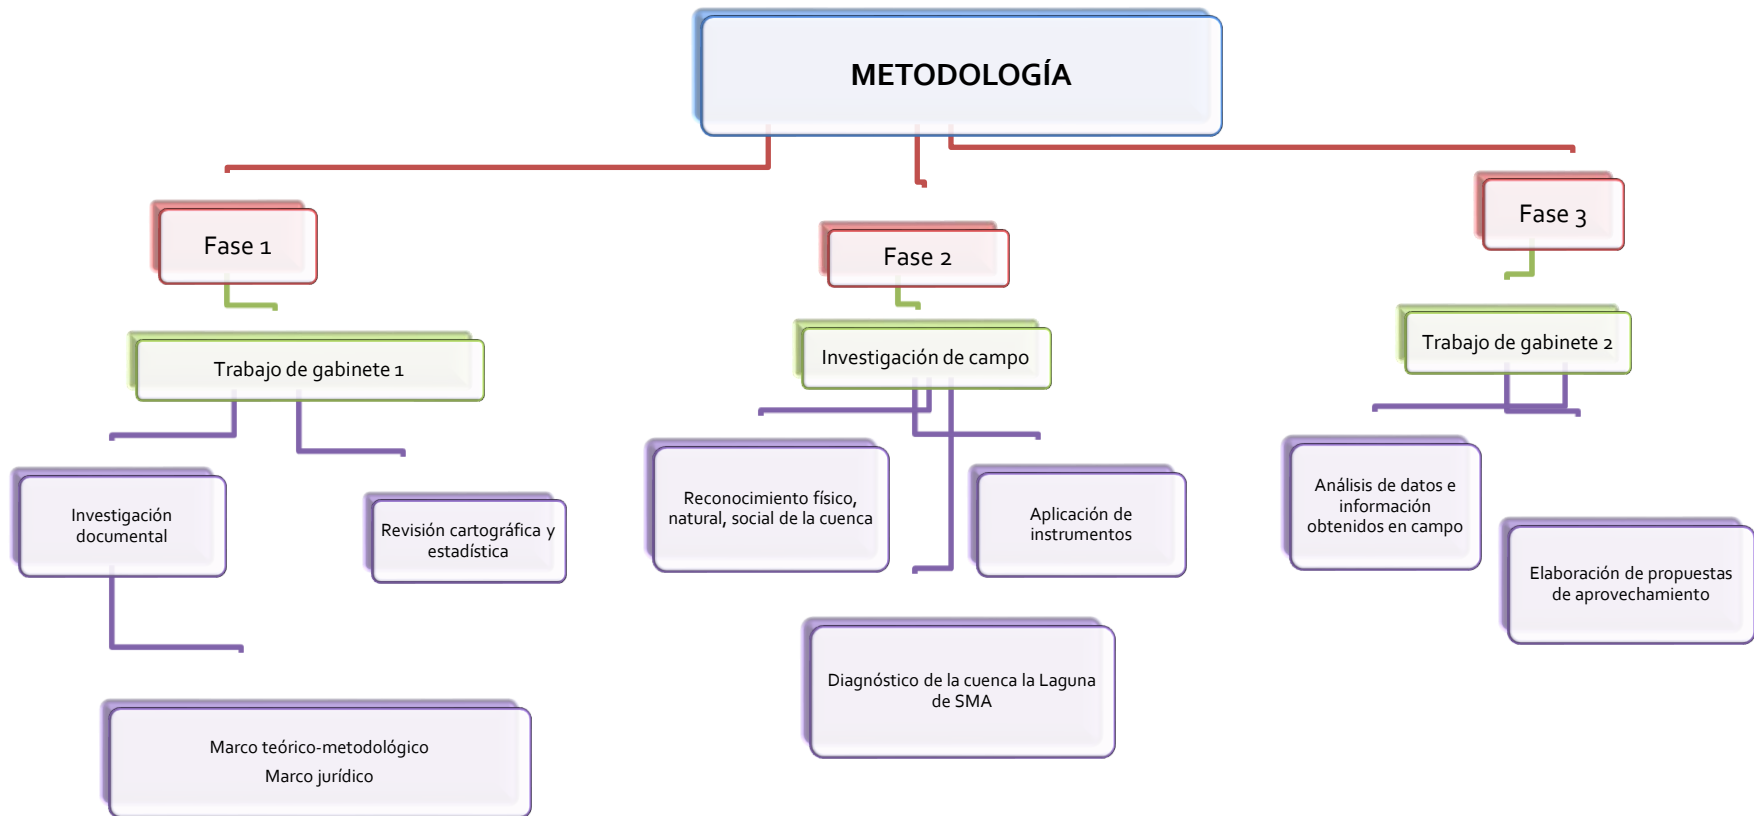 METODOLOGÍA
Fase 1
Trabajo de gabinete 1
Investigación
documental
Revisión cartográfica y
estadística
Marco teórico-metodológico
Marco jurídico
Fase 2
Investigación de campo
Reconocimiento físico,
natural, social de la cuenca
Aplicación de
instrumentos
Diagnóstico de la cuenca la Laguna
de SMA
Fase 3
Trabajo de gabinete 2
Análisis de datos e
información
obtenidos en campo
Elaboración de propuestas
de aprovechamiento